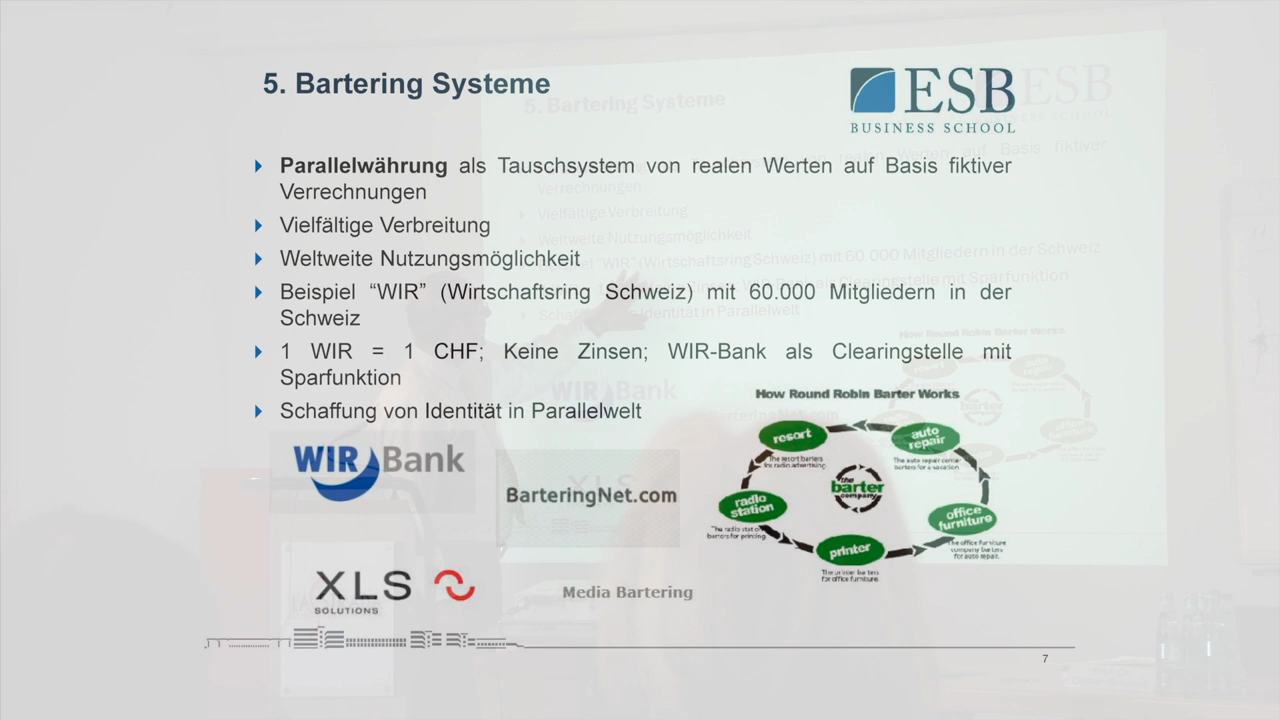 5. Bartering Systeme
ESB
BUSINESS SCHOOL
Parallelwährung als Tauschsystem von realen Werten auf Basis fiktiver
Verrechnungen
Vielfältige Verbreitung
Weltweite Nutzungsmöglichkeit
Beispiel “WIR” (Wirtschaftsring Schweiz) mit 60.000 Mitgliedern in der
Schweiz
1 WIR = 1 CHF; Keine Zinsen; WIR-Bank als Clearingstelle mit
Sparfunktion
Schaffung von Identität in Parallelwelt
WIR Bank
BarteringNet.com
XLS
SOLUTIONS
Media Bartering
How Round Robin Barter Works
resort
The resort barters
for radio advertising.
auto
repair
The auto repair center
barters for a vacation
radio
station
The radio station
barters for printing.
the
barter
company
office
furniture
The office furniture
company barters
for auto repair.
printer
The printer barters
for office furniture.
7